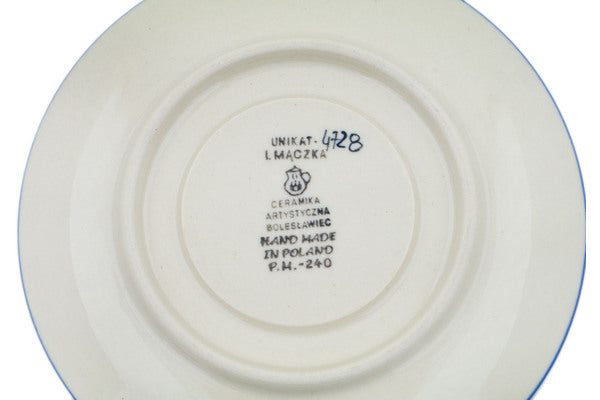 UNIKAT-4728
I. MĄCZKA
CERAMIKA
ARTYSTYCZNA
BOLESŁAWIEC
HAND MADE
IN POLAND
P.M.-240